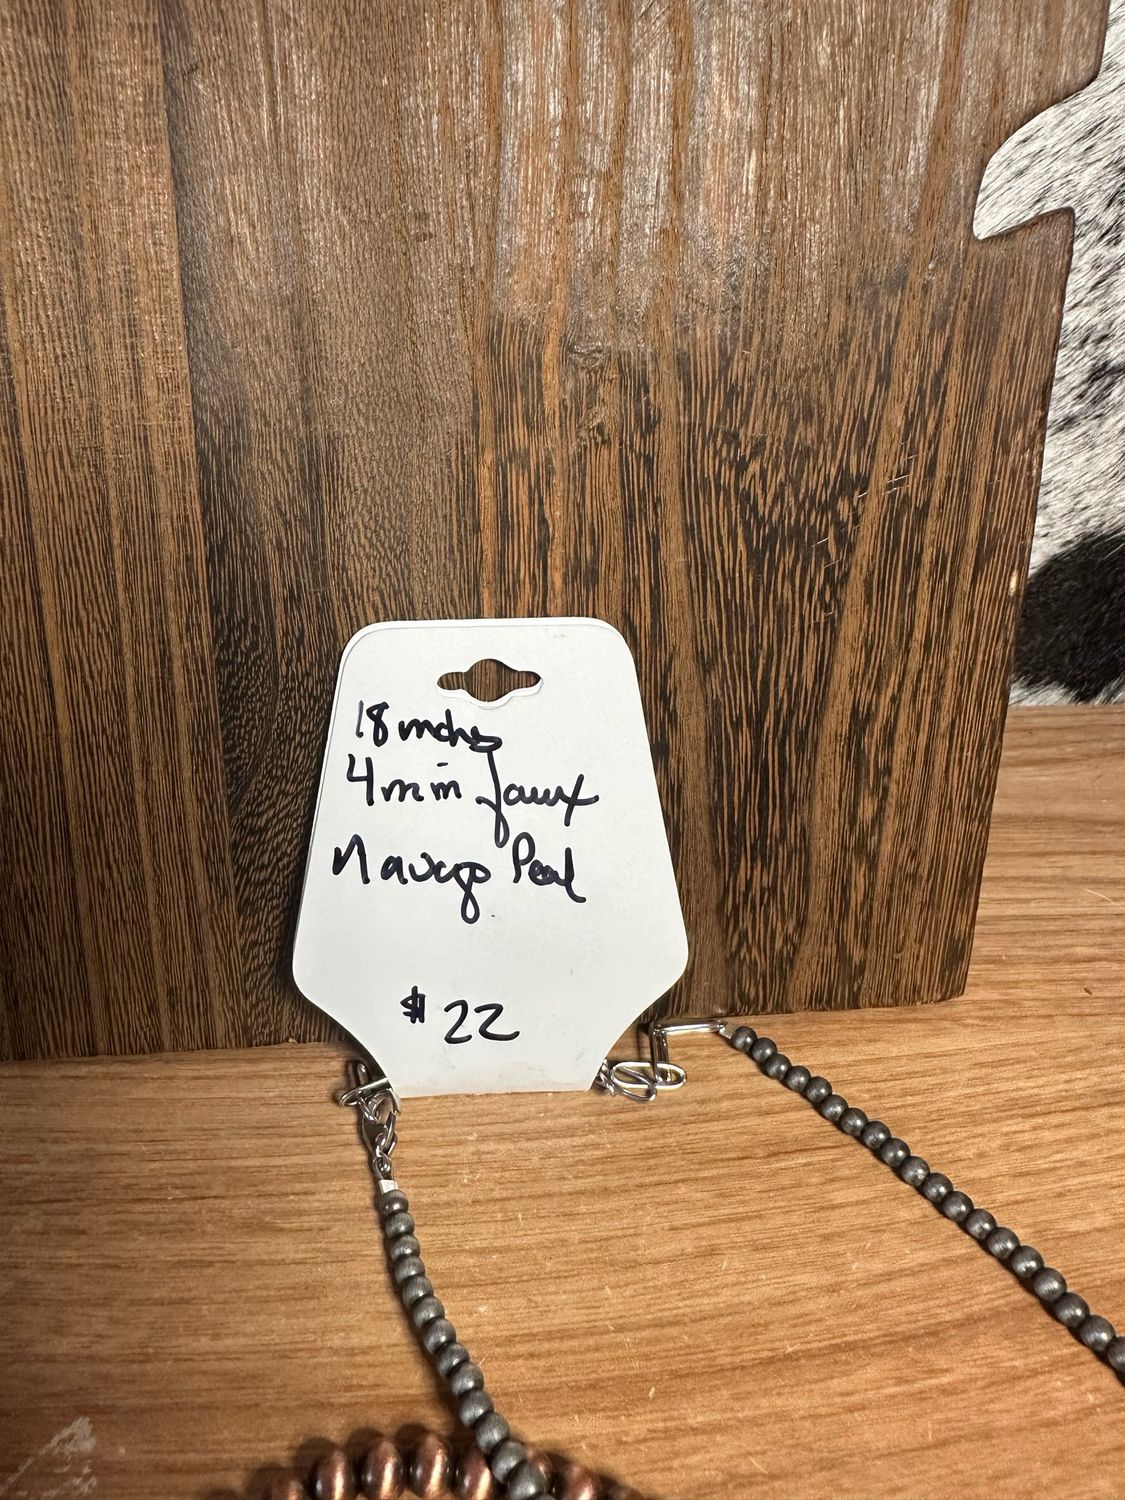 18 inches
4mm faux
Navajo Pearl
$22